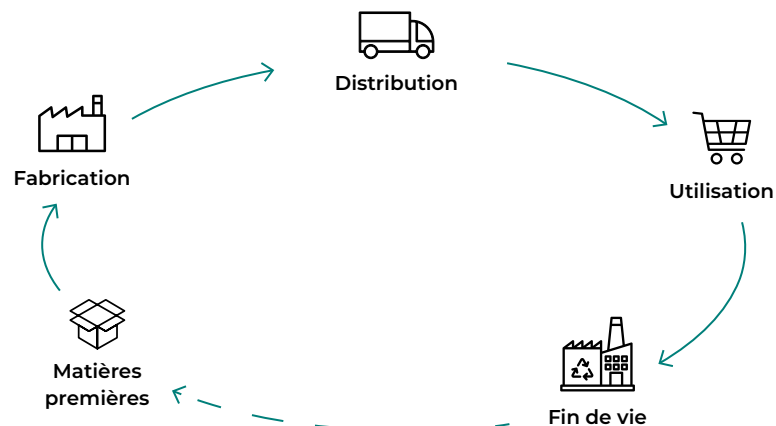 Distribution
Fabrication
Utilisation
Matières
premières
Fin de vie